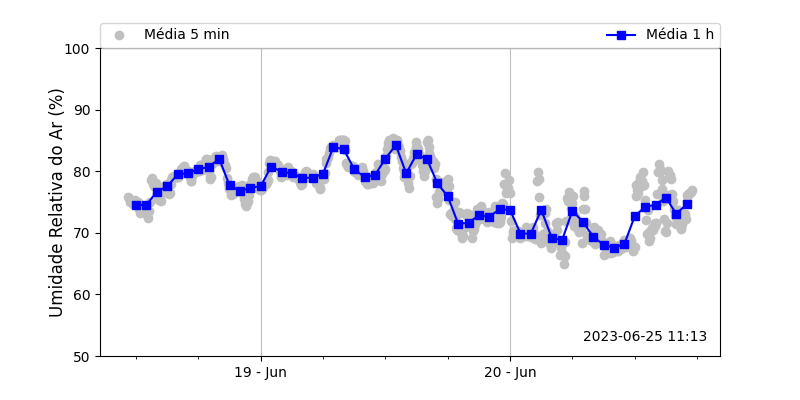 Média 5 min
Média 1 h
Umidade Relativa do Ar (%)
100
90
80
70
60
50
19 - Jun
20 - Jun
2023-06-25 11:13